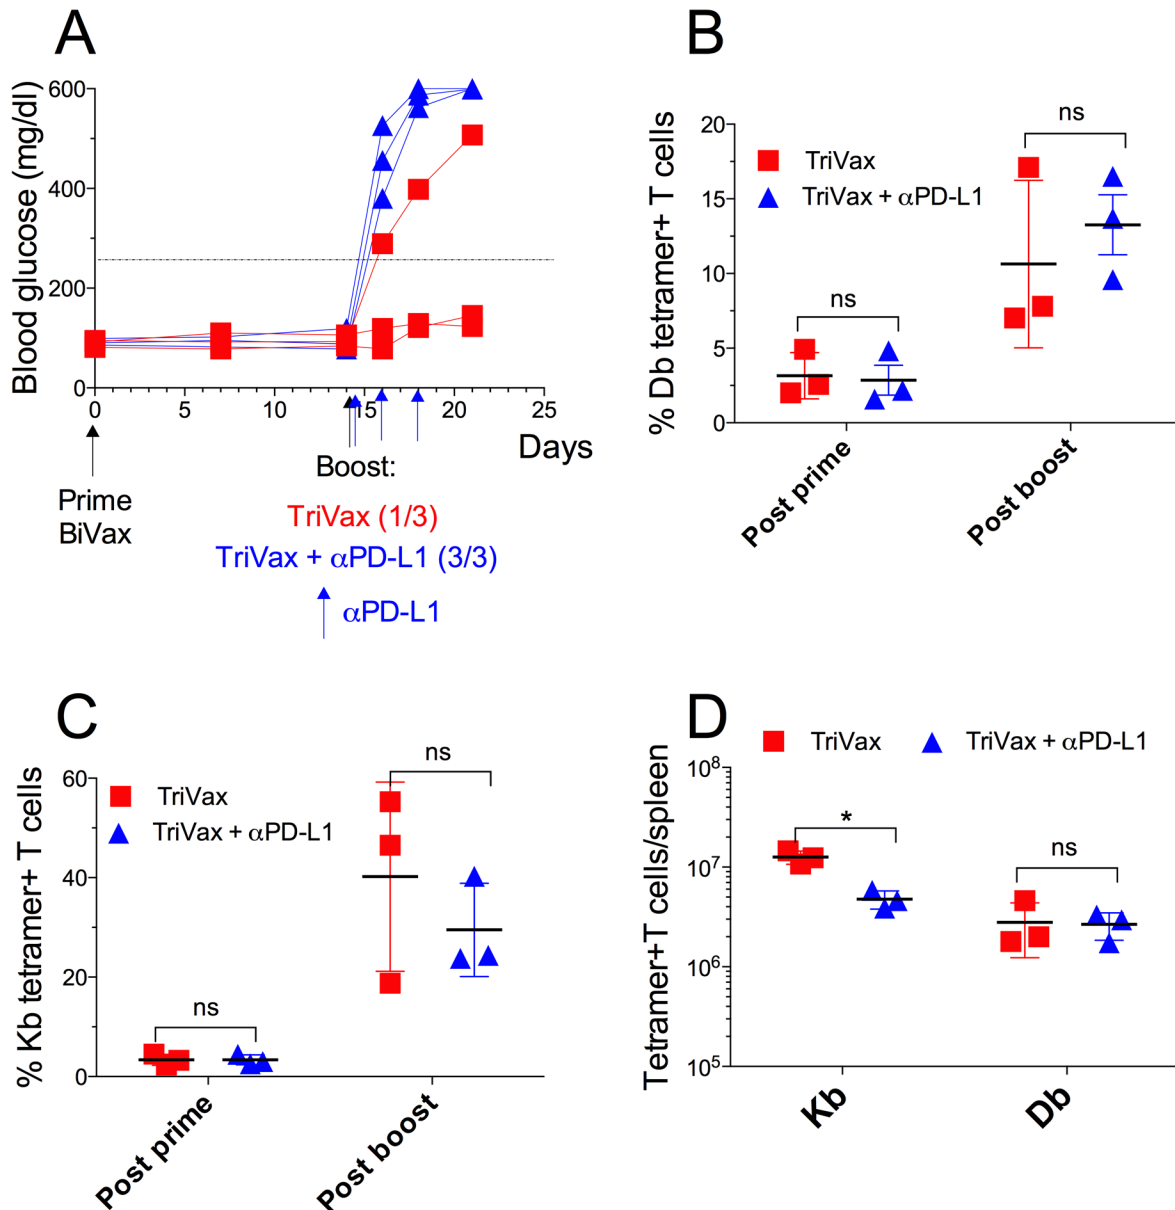 A
Blood glucose (mg/dl)
600
400
200
0
0 5 10 15 20 25
Days
Prime
BiVax
Boost:
TriVax (1/3)
TriVax + αPD-L1 (3/3)
αPD-L1
B
% Db tetramer+ T cells
20
15
10
5
0
TriVax
TriVax + αPD-L1
ns
ns
Post prime
Post boost
C
% Kb tetramer+ T cells
60
40
20
0
TriVax
TriVax + αPD-L1
ns
ns
Post prime
Post boost
D
TriVax
TriVax + αPD-L1
Tetramer+T cells/spleen
10⁸
10⁷
10⁶
10⁵
*
ns
Kb
Db